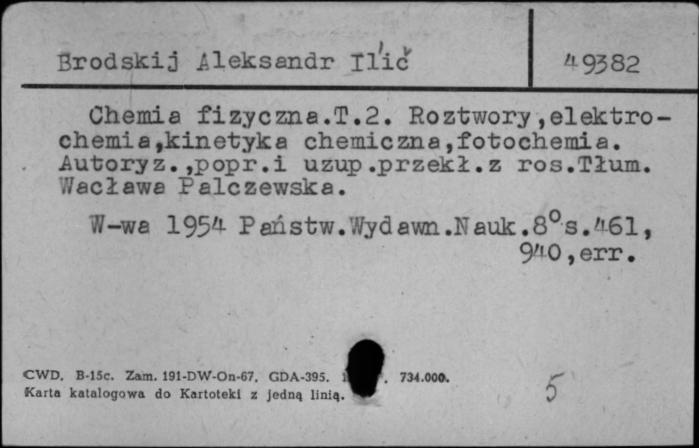 Brodskij Aleksandr Il'ič
49382
Chemia fizyczna.T.2. Roztwory,elektro-
chemia,kinetyka chemiczna,fotochemia.
Autoryz.,popr.i uzup.przekł.z ros.Tłum.
Wacława Palczewska.
W-wa 1954 Państw.Wydawn.Nauk.8°s.461,
940,err.
CWD. B-15c. Zam. 191-DW-On-67. GDA-395. 734.000.
Karta katalogowa do Kartoteki z jedną linią.
5